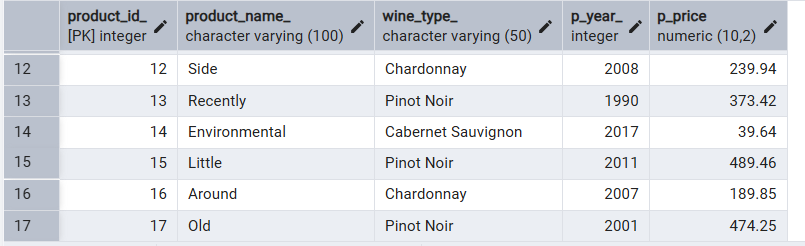 product_id_ product_name_ wine_type_ p_year_ p_price
[PK] integer character varying (100) character varying (50) integer numeric (10,2)
12 12 Side Chardonnay 2008 239.94
13 13 Recently Pinot Noir 1990 373.42
14 14 Environmental Cabernet Sauvignon 2017 39.64
15 15 Little Pinot Noir 2011 489.46
16 16 Around Chardonnay 2007 189.85
17 17 Old Pinot Noir 2001 474.25